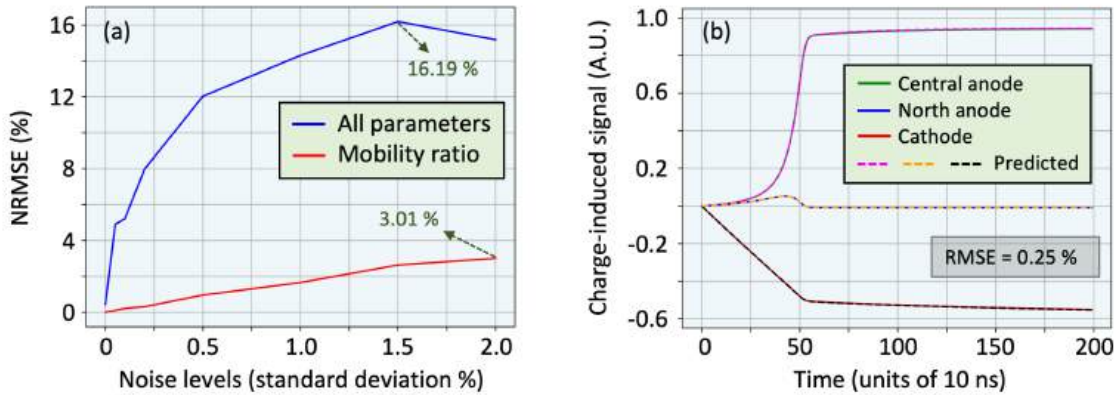 (a)
NRMSE (%)
16
12
8
4
0
16.19 %
All parameters
Mobility ratio
3.01 %
0 0.5 1.0 1.5 2.0
Noise levels (standard deviation %)
(b)
Charge-induced signal (A.U.)
1.0
0.6
0.2
-0.2
-0.6
Central anode
North anode
Cathode
Predicted
RMSE = 0.25 %
0 50 100 150 200
Time (units of 10 ns)